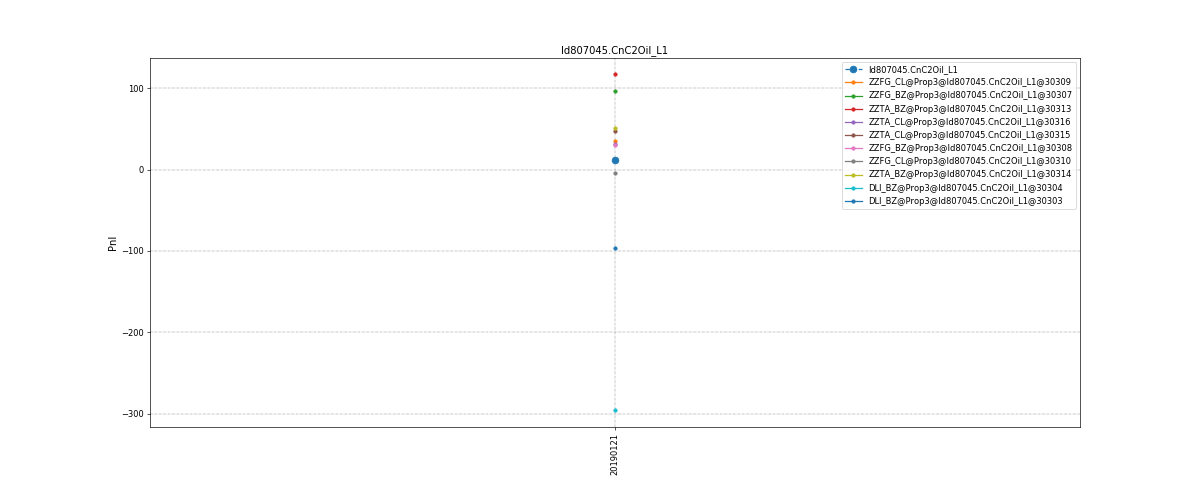 Id807045.CnC2Oil_L1
Id807045.CnC2Oil_L1
ZZFG_CL@Prop3@Id807045.CnC2Oil_L1@30309
ZZFG_BZ@Prop3@Id807045.CnC2Oil_L1@30307
ZZTA_BZ@Prop3@Id807045.CnC2Oil_L1@30313
ZZTA_CL@Prop3@Id807045.CnC2Oil_L1@30316
ZZTA_CL@Prop3@Id807045.CnC2Oil_L1@30315
ZZFG_BZ@Prop3@Id807045.CnC2Oil_L1@30308
ZZFG_CL@Prop3@Id807045.CnC2Oil_L1@30310
ZZTA_BZ@Prop3@Id807045.CnC2Oil_L1@30314
DLI_BZ@Prop3@Id807045.CnC2Oil_L1@30304
DLI_BZ@Prop3@Id807045.CnC2Oil_L1@30303
100
0
−100
−200
−300
Pnl
20190121